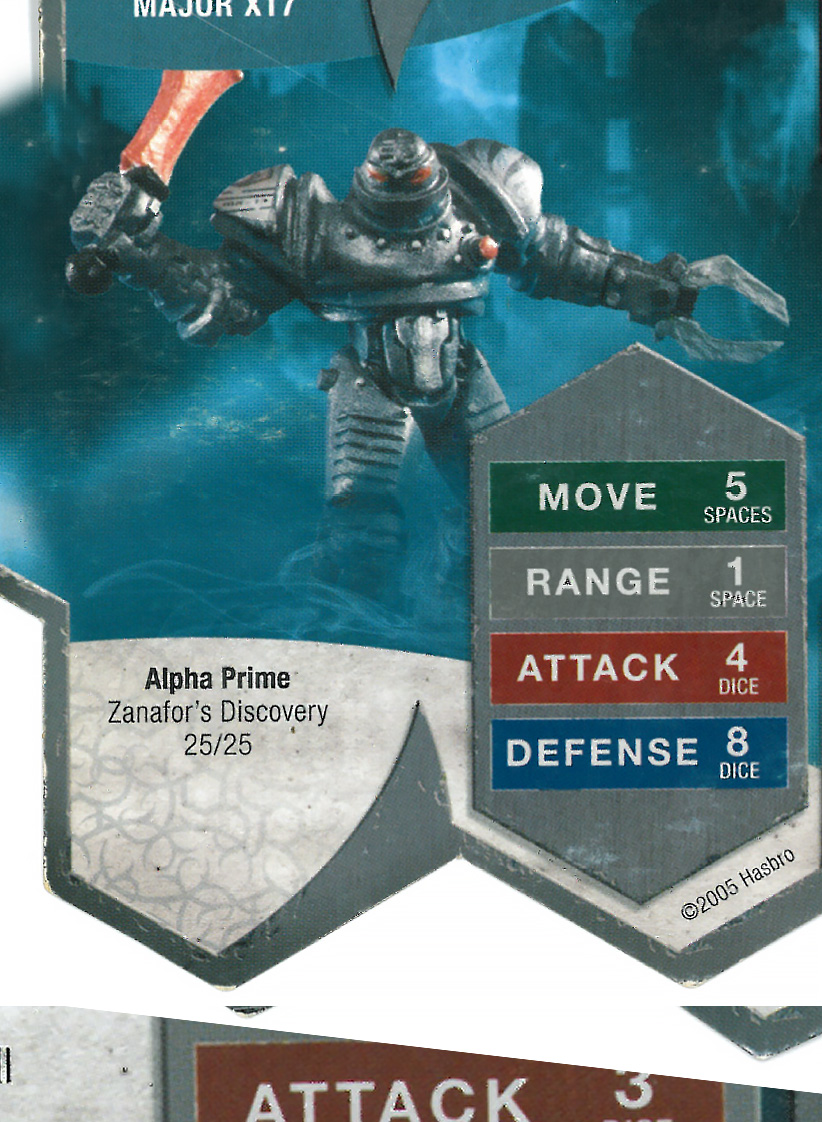 MAJOR X17
MOVE 5
SPACES
RANGE 1
SPACE
ATTACK 4
DICE
DEFENSE 8
DICE
Alpha Prime
Zanafor's Discovery
25/25
©2005 Hasbro
ATTACK 3